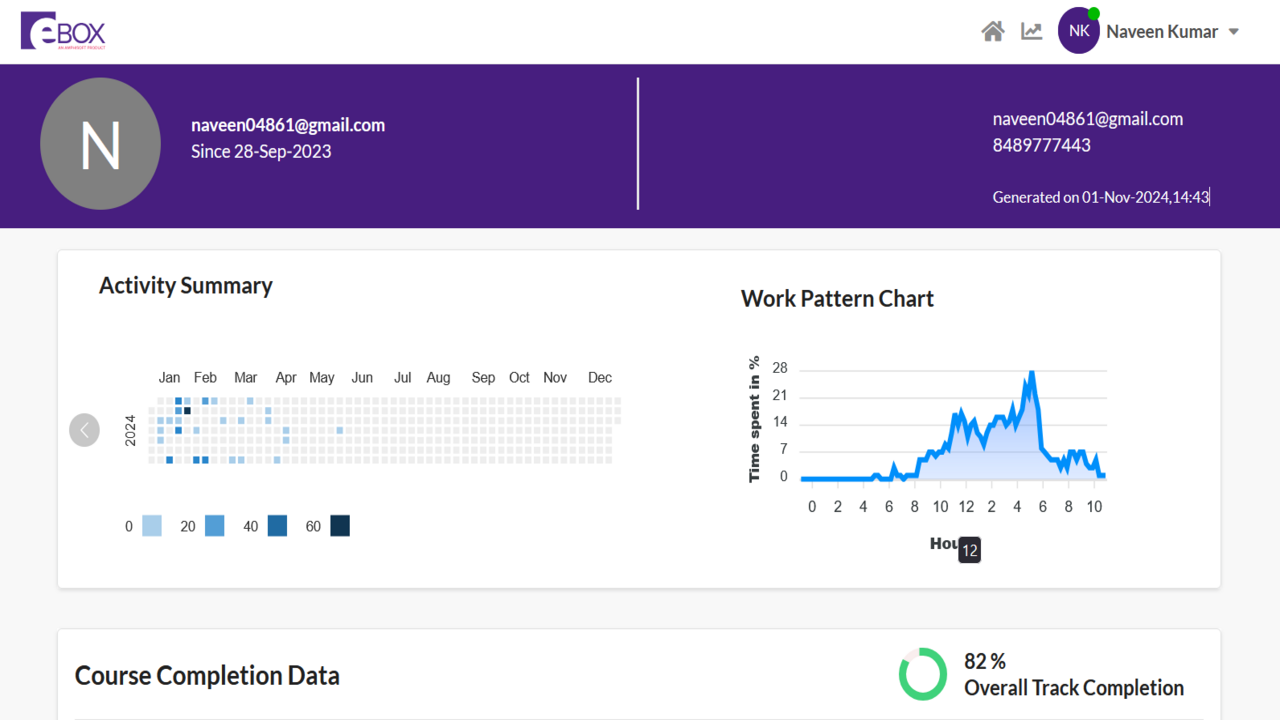 eBOX
AN AMPHISOFT PRODUCT
NK
Naveen Kumar
N
naveen04861@gmail.com
Since 28-Sep-2023
naveen04861@gmail.com
8489777443
Generated on 01-Nov-2024,14:43
Activity Summary
Jan Feb Mar Apr May Jun Jul Aug Sep Oct Nov Dec
2024
0 20 40 60
Work Pattern Chart
Time spent in %
28
21
14
7
0
0 2 4 6 8 10 12 2 4 6 8 10
12
Course Completion Data
82 %
Overall Track Completion